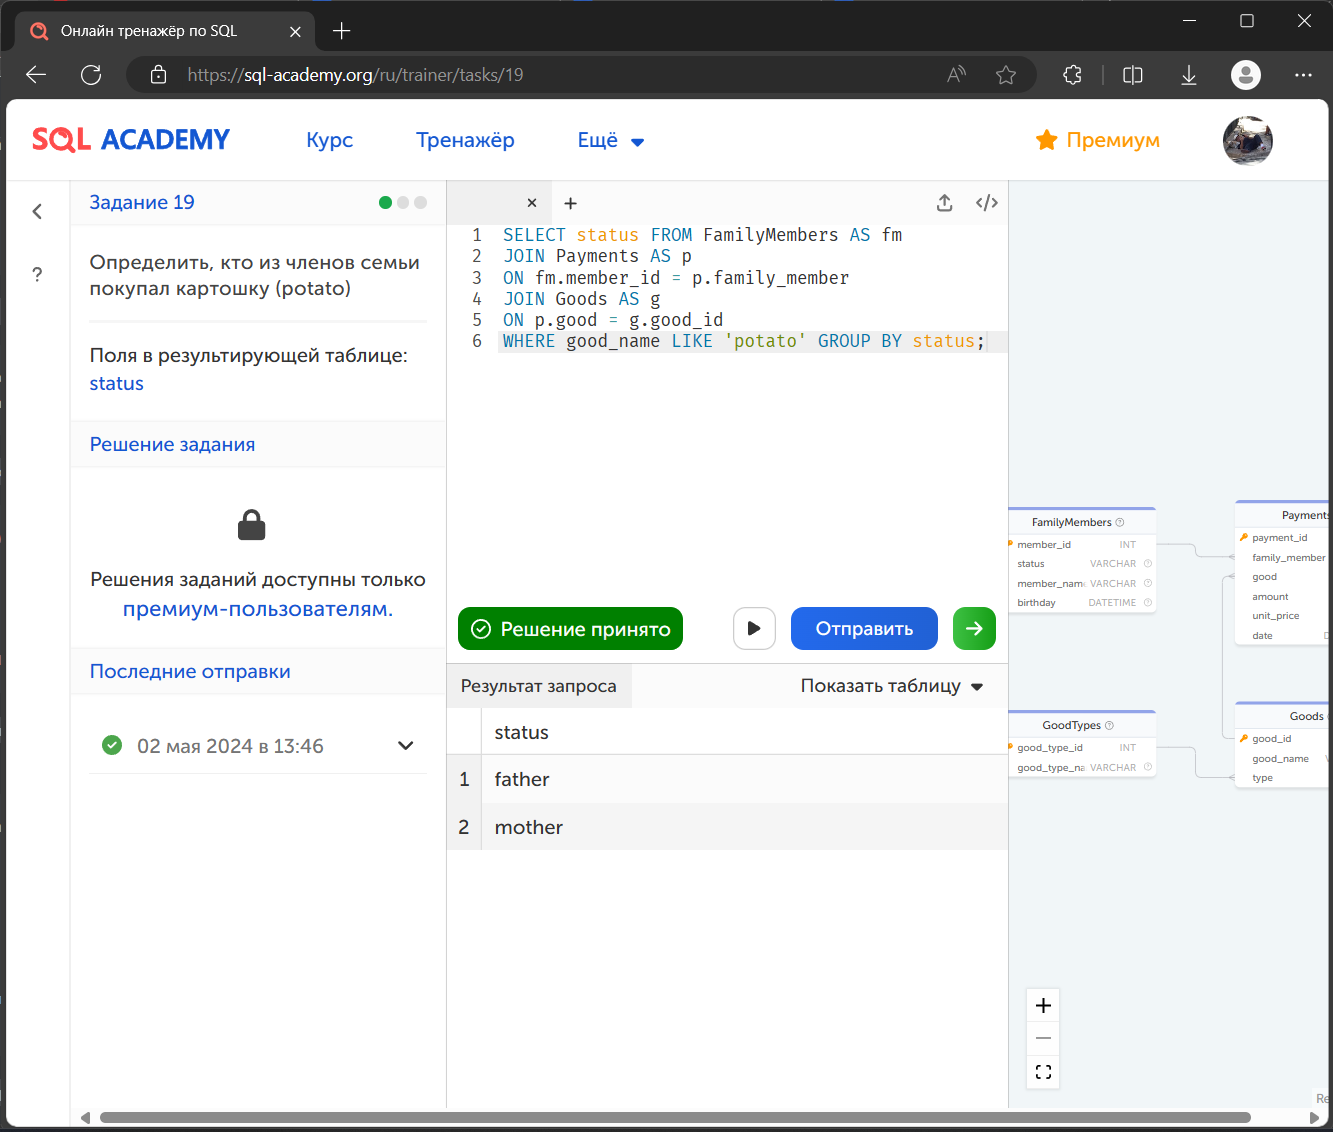 Онлайн тренажёр по SQL
https://sql-academy.org/ru/trainer/tasks/19
SQL ACADEMY
Курс
Тренажёр
Ещё
Премиум
Задание 19
Определить, кто из членов семьи
покупал картошку (potato)
Поля в результирующей таблице:
status
Решение задания
Решения заданий доступны только
премиум-пользователям.
Последние отправки
02 мая 2024 в 13:46
1 SELECT status FROM FamilyMembers AS fm
2 JOIN Payments AS p
3 ON fm.member_id = p.family_member
4 JOIN Goods AS g
5 ON p.good = g.good_id
6 WHERE good_name LIKE 'potato' GROUP BY status;
Решение принято
Отправить
Результат запроса
Показать таблицу
status
1 father
2 mother
FamilyMembers
member_id INT
status VARCHAR
member_name VARCHAR
birthday DATETIME
Payments
payment_id
family_member
good
amount
unit_price
date
GoodTypes
good_type_id INT
good_type_na VARCHAR
Goods
good_id
good_name
type
Re